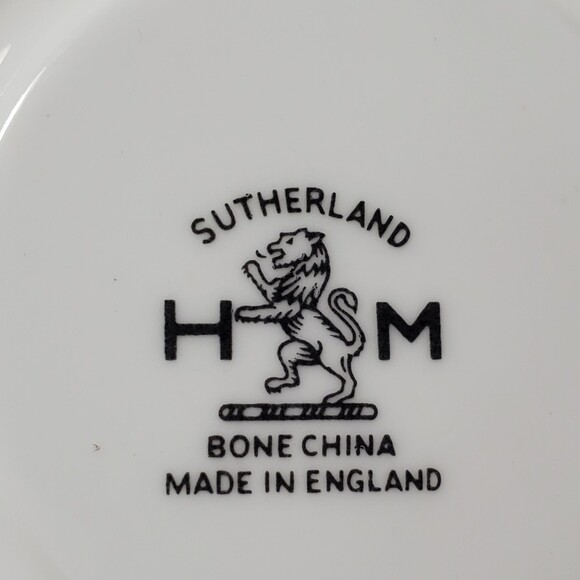 SUTHERLAND
H M
BONE CHINA
MADE IN ENGLAND